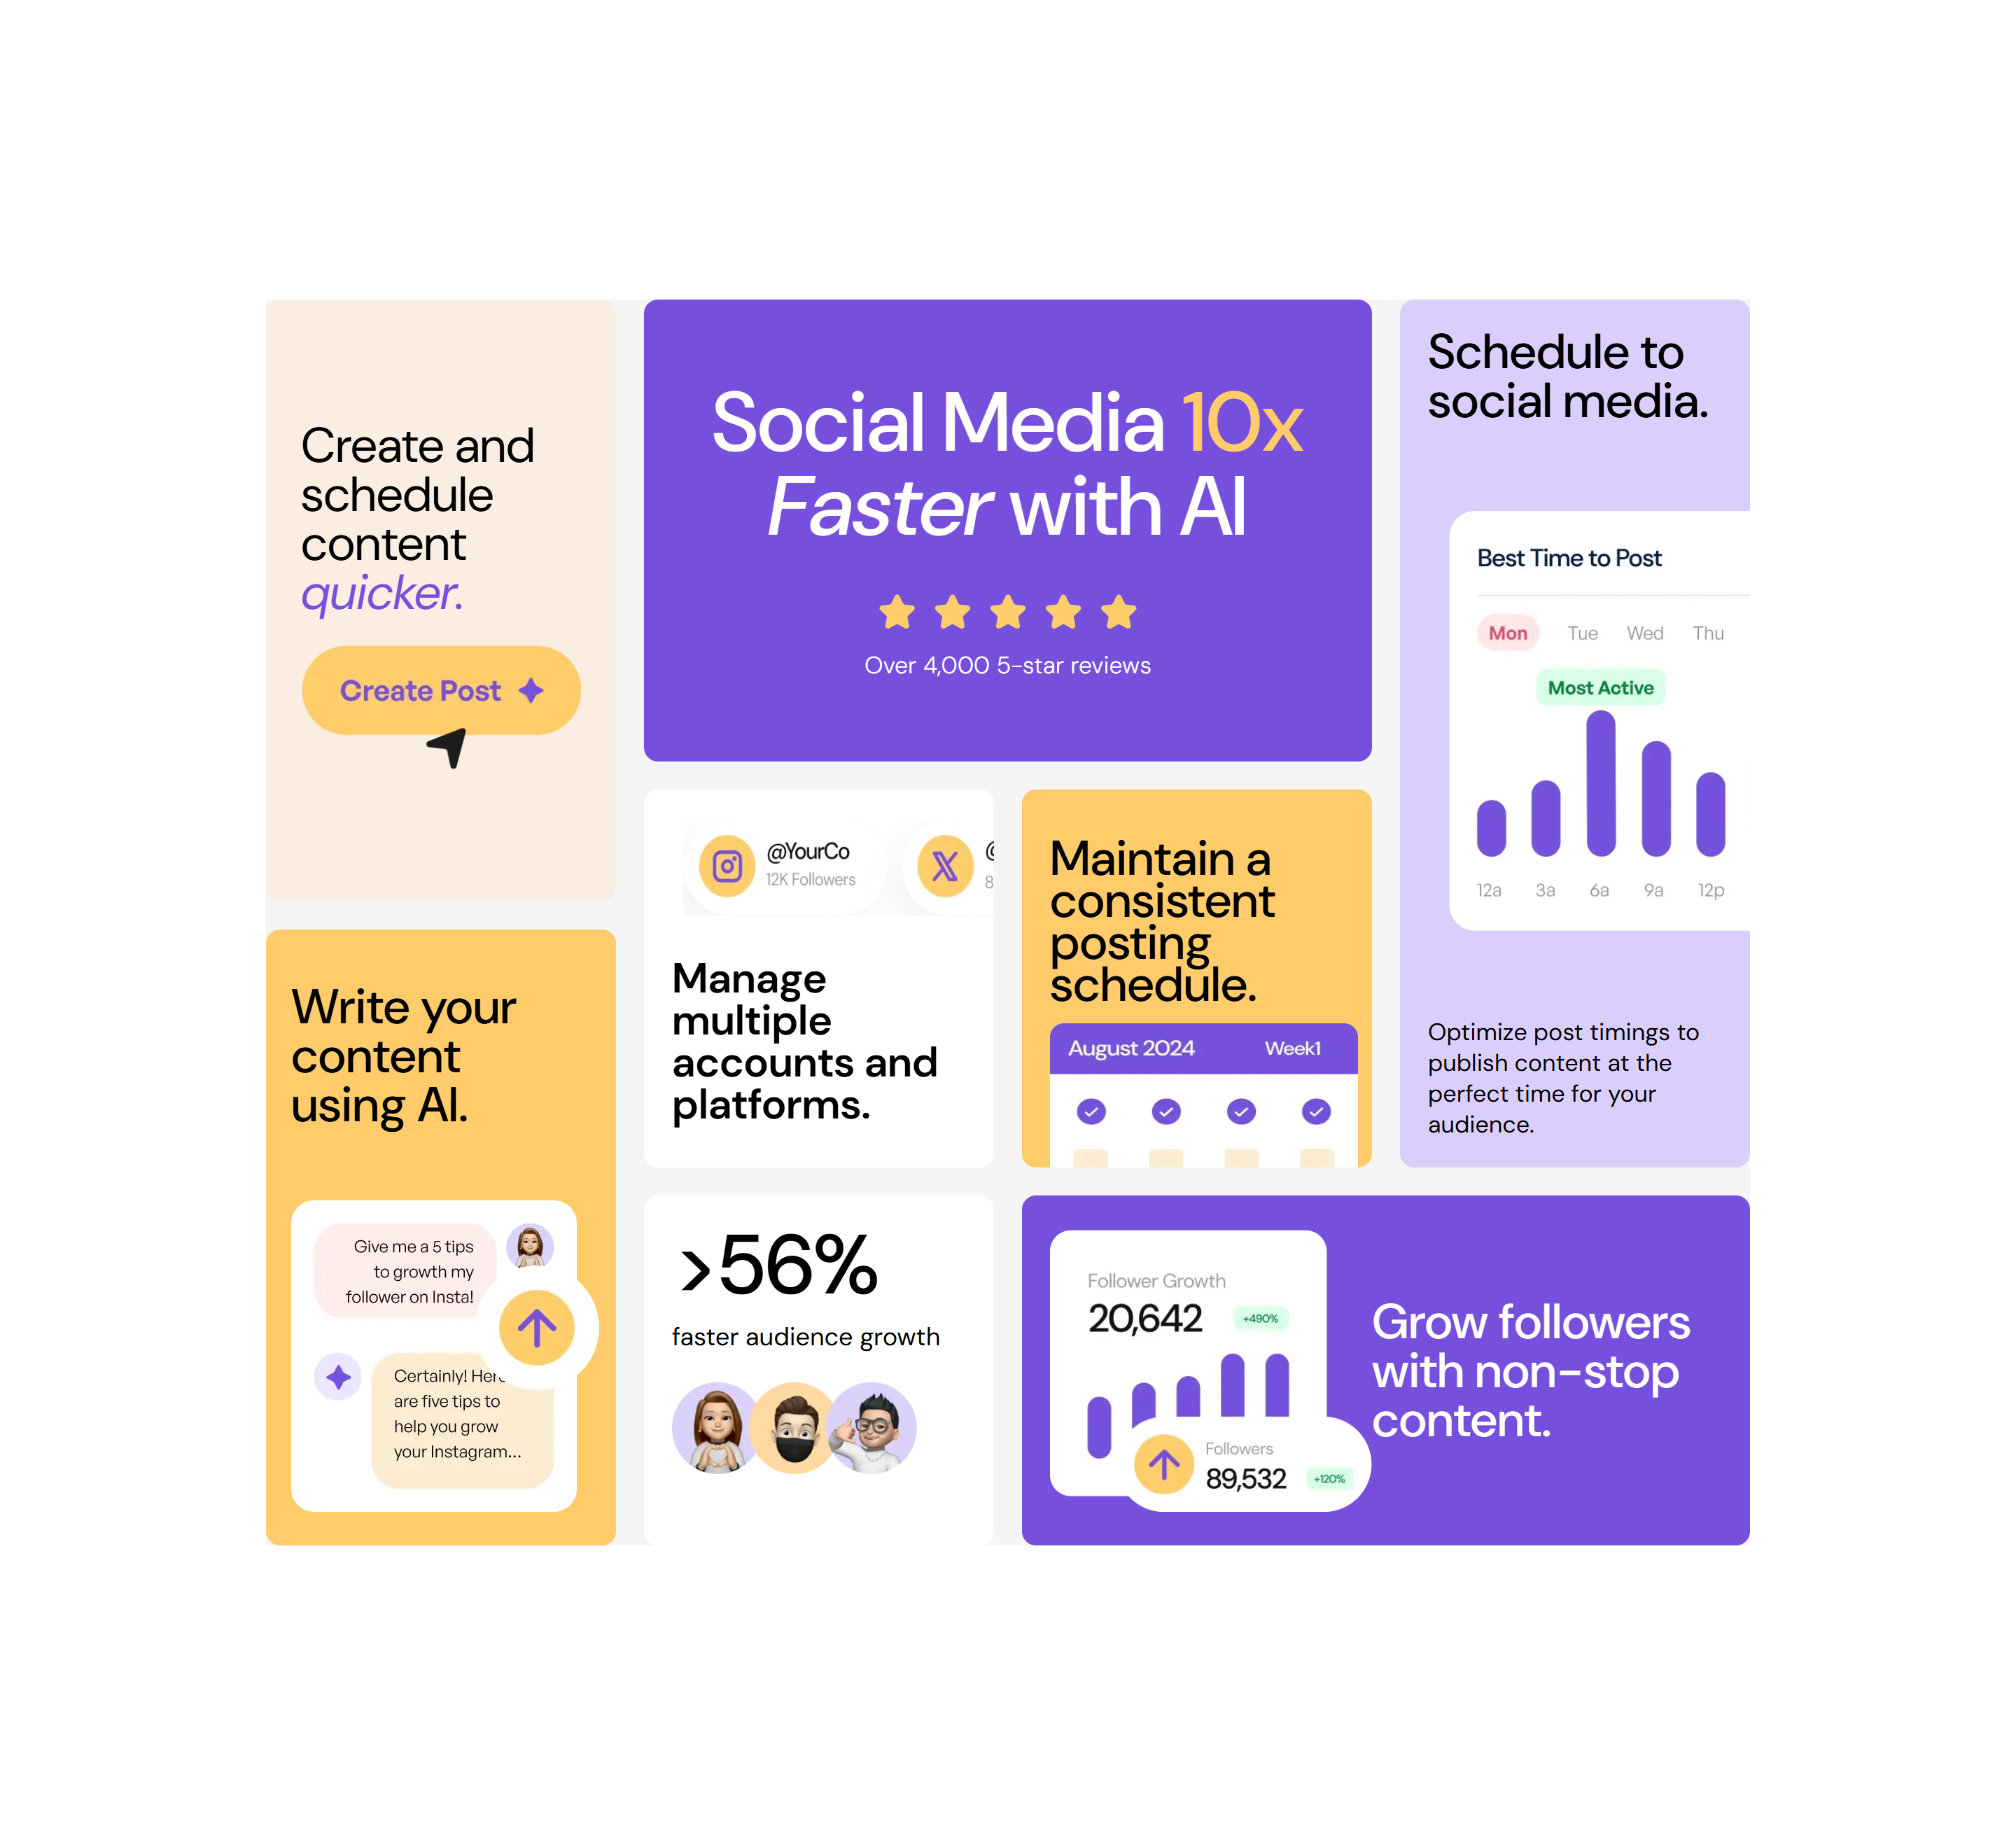 Create and
schedule
content
quicker.
Create Post
Social Media 10x
Faster with AI
Over 4,000 5-star reviews
Schedule to
social media.
Best Time to Post
Mon Tue Wed Thu
Most Active
12a 3a 6a 9a 12p
Optimize post timings to
publish content at the
perfect time for your
audience.
Write your
content
using AI.
Give me a 5 tips
to growth my
follower on Insta!
Certainly! Here
are five tips to
help you grow
your Instagram...
@YourCo
12K Followers
@
8
Manage
multiple
accounts and
platforms.
Maintain a
consistent
posting
schedule.
August 2024 Week1
>56%
faster audience growth
Follower Growth
20,642 +490%
Followers
89,532 +120%
Grow followers
with non-stop
content.